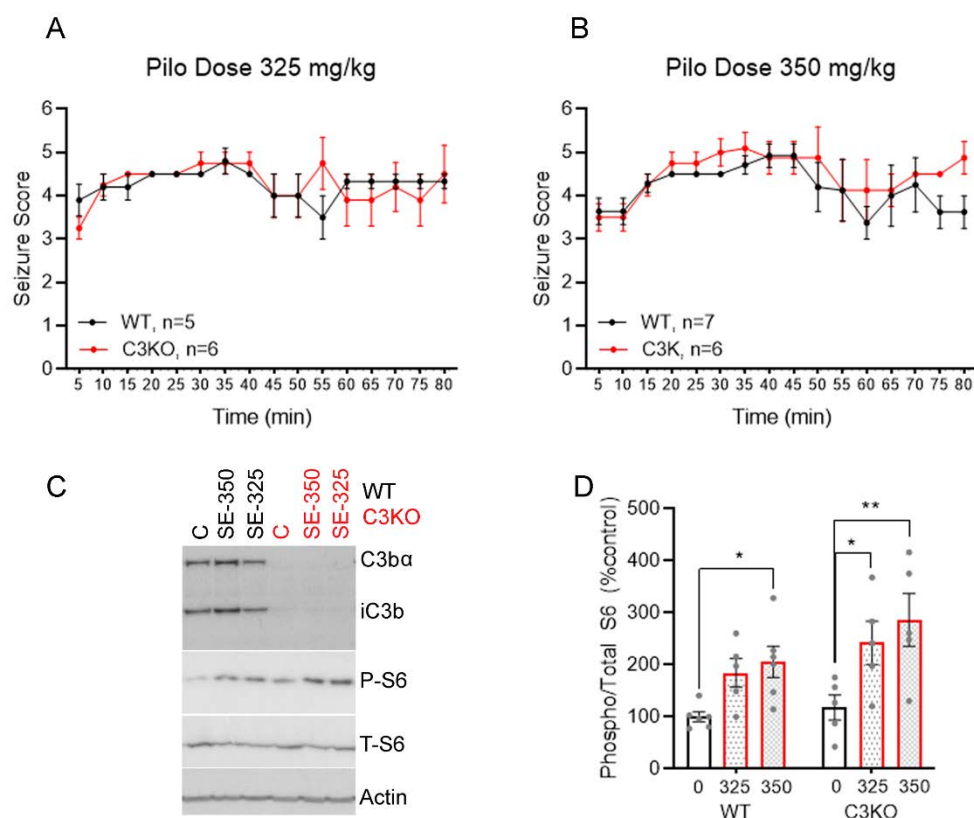 A
Pilo Dose 325 mg/kg
Seizure Score
6
5
4
3
2
1
0
WT, n=5
C3KO, n=6
5 10 15 20 25 30 35 40 45 50 55 60 65 70 75 80
Time (min)
B
Pilo Dose 350 mg/kg
Seizure Score
6
5
4
3
2
1
0
WT, n=7
C3K, n=6
5 10 15 20 25 30 35 40 45 50 55 60 65 70 75 80
Time (min)
C
C SE-350 SE-325 C SE-350 SE-325
WT
C3KO
C3bα
iC3b
P-S6
T-S6
Actin
D
Phospho/Total S6 (%control)
500
400
300
200
100
0
*
*
**
0 325 350 0 325 350
WT C3KO